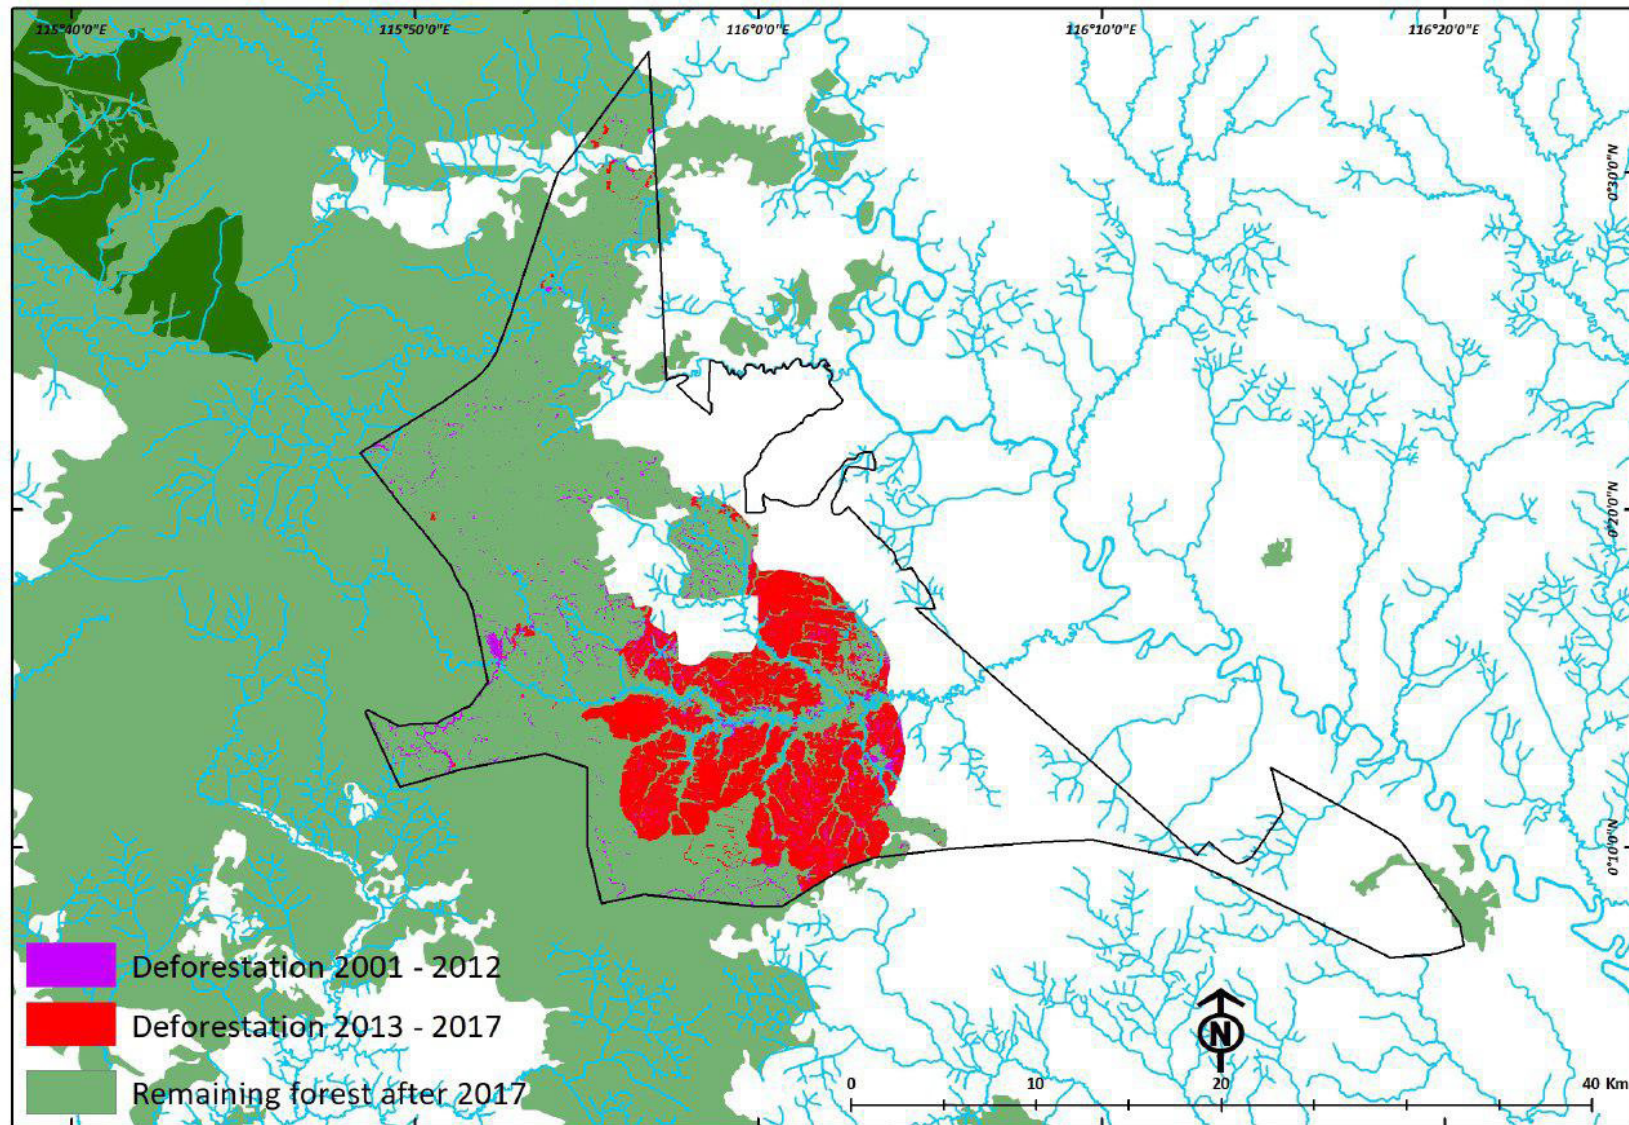 115°40'0"E
115°50'0"E
116°0'0"E
116°10'0"E
116°20'0"E
0°30'0"N
0°20'0"N
0°10'0"N
Deforestation 2001 - 2012
Deforestation 2013 - 2017
Remaining forest after 2017
N
0 10 20 40 Km